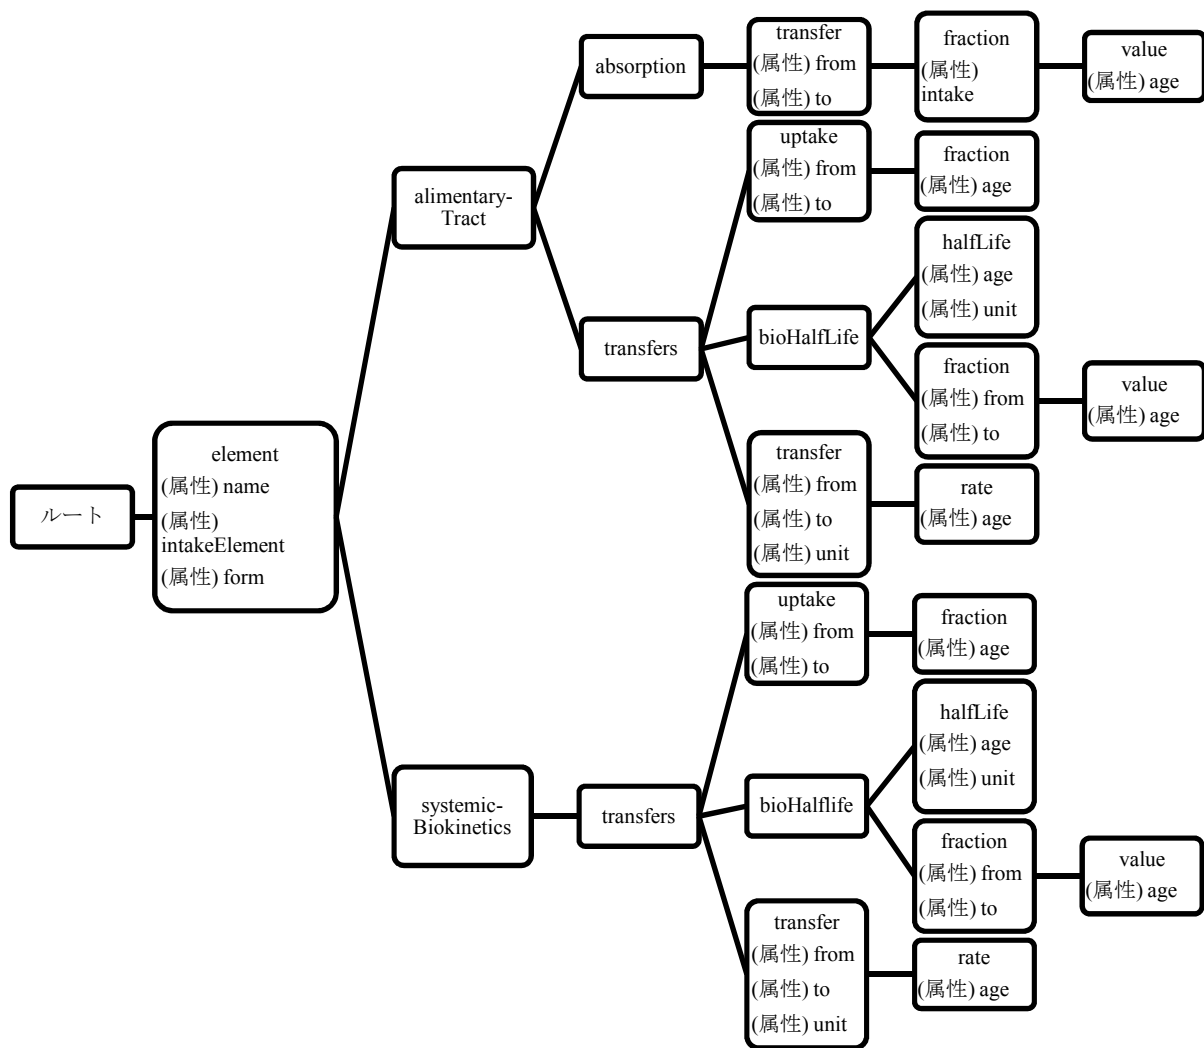 ルート
element
(属性) name
(属性)
intakeElement
(属性) form
alimentary-
Tract
absorption
transfer
(属性) from
(属性) to
fraction
(属性)
intake
value
(属性) age
transfers
uptake
(属性) from
(属性) to
fraction
(属性) age
bioHalfLife
halfLife
(属性) age
(属性) unit
fraction
(属性) from
(属性) to
value
(属性) age
transfer
(属性) from
(属性) to
(属性) unit
rate
(属性) age
systemic-
Biokinetics
transfers
uptake
(属性) from
(属性) to
fraction
(属性) age
bioHalflife
halfLife
(属性) age
(属性) unit
fraction
(属性) from
(属性) to
value
(属性) age
transfer
(属性) from
(属性) to
(属性) unit
rate
(属性) age